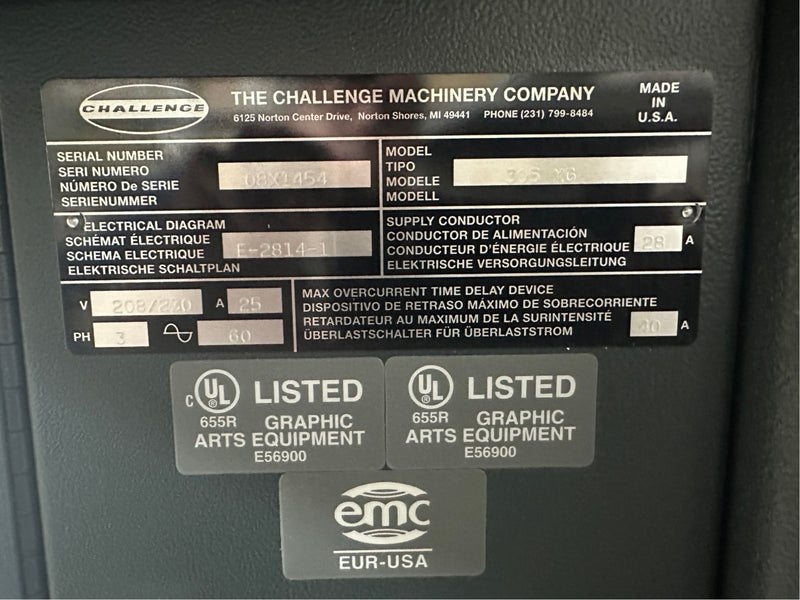 CHALLENGE
THE CHALLENGE MACHINERY COMPANY
6125 Norton Center Drive, Norton Shores, MI 49441 PHONE (231) 799-8484
MADE
IN
U.S.A.
SERIAL NUMBER
SERI NUMERO
NÚMERO De SERIE
SERIENUMMER
08X1454
MODEL
TIPO
MODELE
MODELL
305 XG
ELECTRICAL DIAGRAM
SCHÉMAT ÉLECTRIQUE
SCHEMA ELECTRIQUE
ELEKTRISCHE SCHALTPLAN
E-2814-1
SUPPLY CONDUCTOR
CONDUCTOR DE ALIMENTACIÓN
CONDUCTEUR D'ÉNERGIE ÉLECTRIQUE
ELEKTRISCHE VERSORGUNGSLEITUNG
28 A
V 208/230 A 25
PH 3 60
MAX OVERCURRENT TIME DELAY DEVICE
DISPOSITIVO DE RETRASO MÁXIMO DE SOBRECORRIENTE
RETARDATEUR AU MAXIMUM DE LA SURINTENSITÉ
ÜBERLASTSCHALTER FÜR ÜBERLASTSTROM
40 A
C UL ® LISTED
655R GRAPHIC
ARTS EQUIPMENT
E56900
UL ® LISTED
655R GRAPHIC
ARTS EQUIPMENT
E56900
emc
EUR-USA